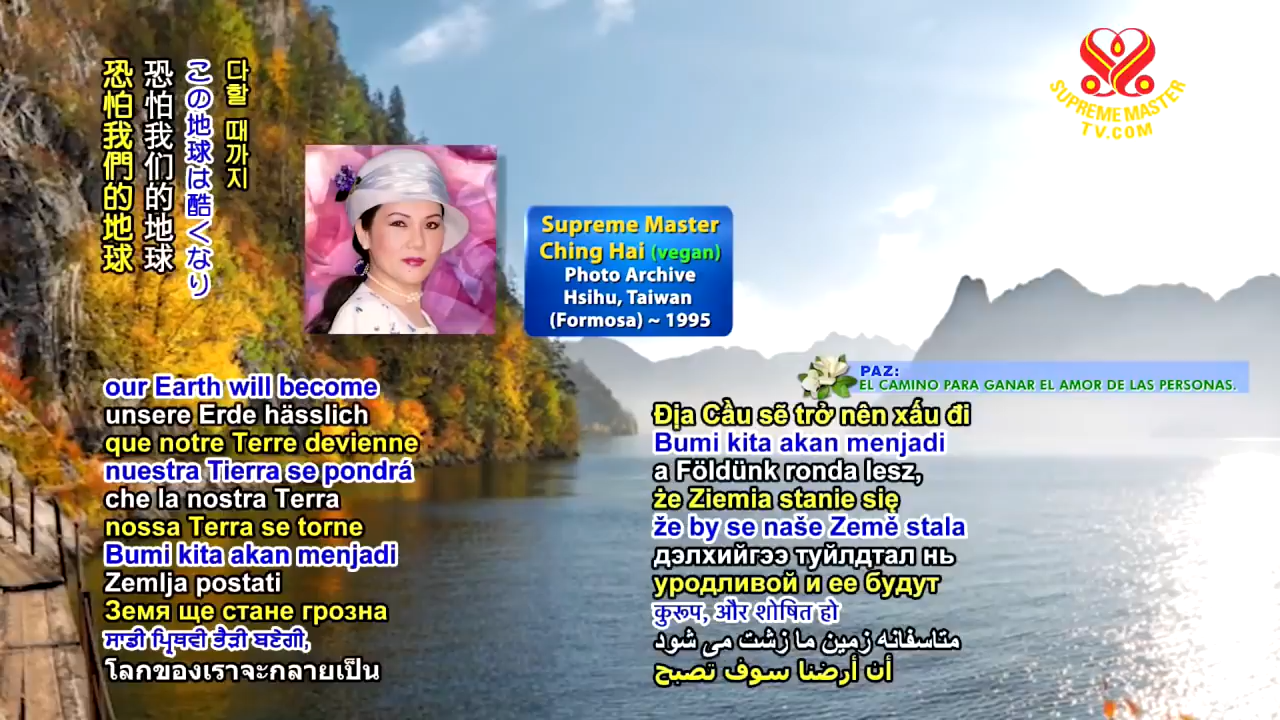 다할 때까지
この地球は酷くなり
恐怕我们的地球
恐怕我們的地球
SUPREME MASTER
TV.COM
Supreme Master
Ching Hai (vegan)
Photo Archive
Hsihu, Taiwan
(Formosa) ~ 1995
PAZ:
EL CAMINO PARA GANAR EL AMOR DE LAS PERSONAS.
our Earth will become
unsere Erde hässlich
que notre Terre devienne
nuestra Tierra se pondrá
che la nostra Terra
nossa Terra se torne
Bumi kita akan menjadi
Zemlja postati
Земя ще стане грозна
ਸਾਡੀ ਪ੍ਰਿਥਵੀ ਭੈੜੀ ਬਣੇਗੀ,
โลกของเราจะกลายเป็น
Địa Cầu sẽ trở nên xấu đi
Bumi kita akan menjadi
a Földünk ronda lesz,
że Ziemia stanie się
že by se naše Země stala
дэлхийгээ туйлдтал нь
уродливой и ее будут
कुरूप, और शोषित हो
متاسفانه زمین ما زشت می شود
أن أرضنا سوف تصبح